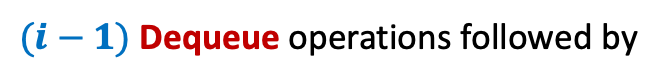 (i − 1) Dequeue operations followed by